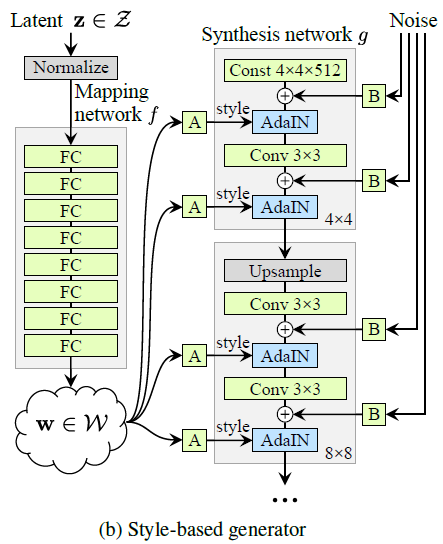 Latent z ∈ Z
Normalize
Mapping
network f
FC
FC
FC
FC
FC
FC
FC
FC
w ∈ W
Synthesis network g
Noise
Const 4×4×512
B
A
style
AdaIN
Conv 3×3
B
A
style
AdaIN
4×4
Upsample
Conv 3×3
B
A
style
AdaIN
Conv 3×3
B
A
style
AdaIN
8×8
...
(b) Style-based generator